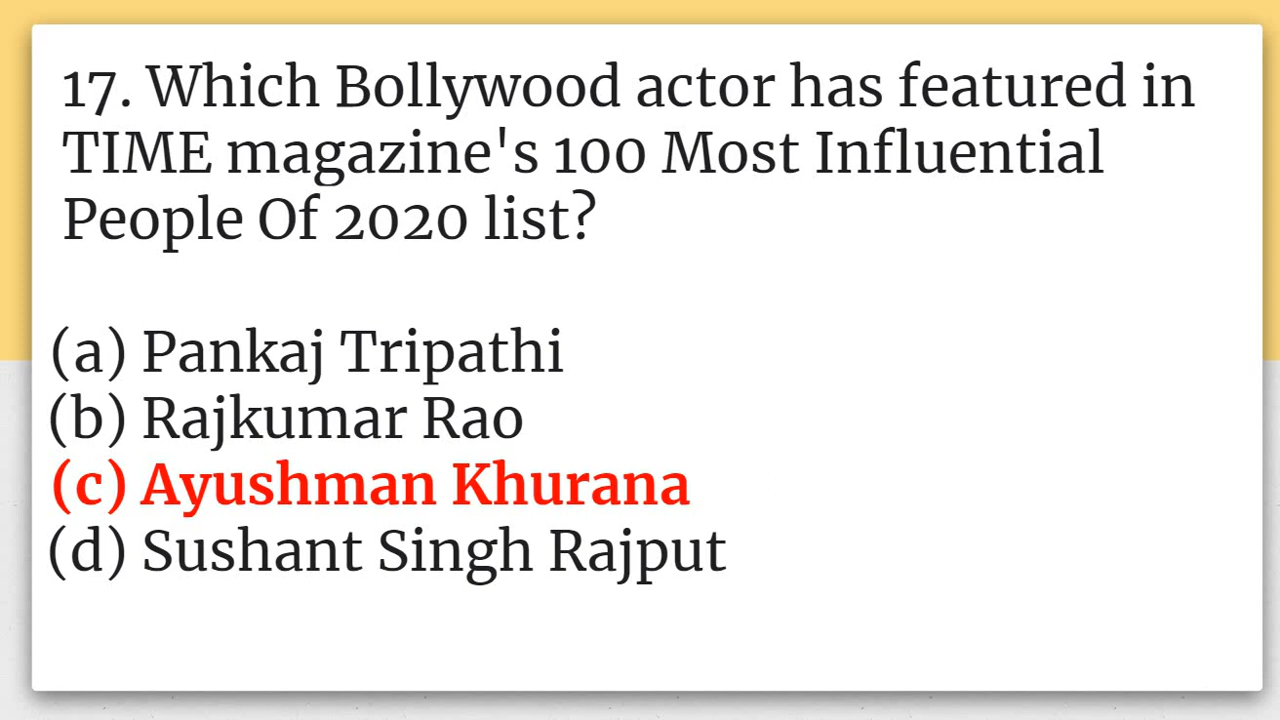 17. Which Bollywood actor has featured in
TIME magazine's 100 Most Influential
People Of 2020 list?
(a) Pankaj Tripathi
(b) Rajkumar Rao
(c) Ayushman Khurana
(d) Sushant Singh Rajput